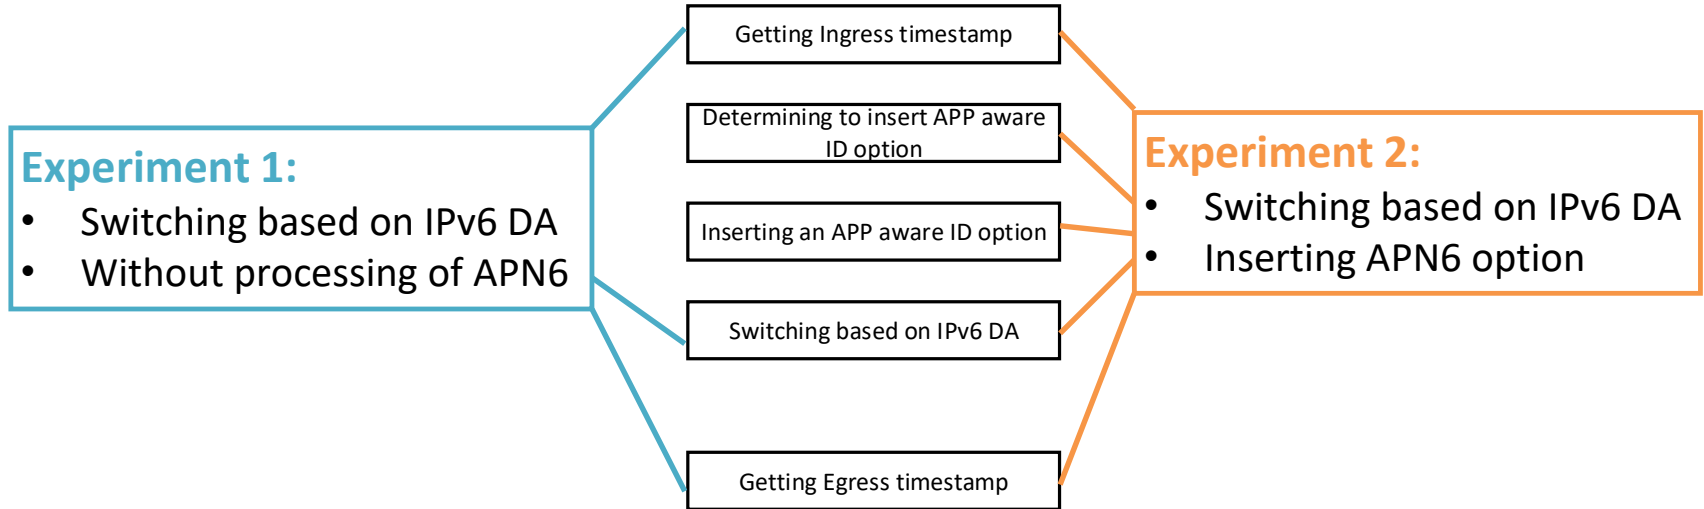 Experiment 1:
• Switching based on IPv6 DA
• Without processing of APN6
Getting Ingress timestamp
Determining to insert APP aware
ID option
Inserting an APP aware ID option
Switching based on IPv6 DA
Getting Egress timestamp
Experiment 2:
• Switching based on IPv6 DA
• Inserting APN6 option